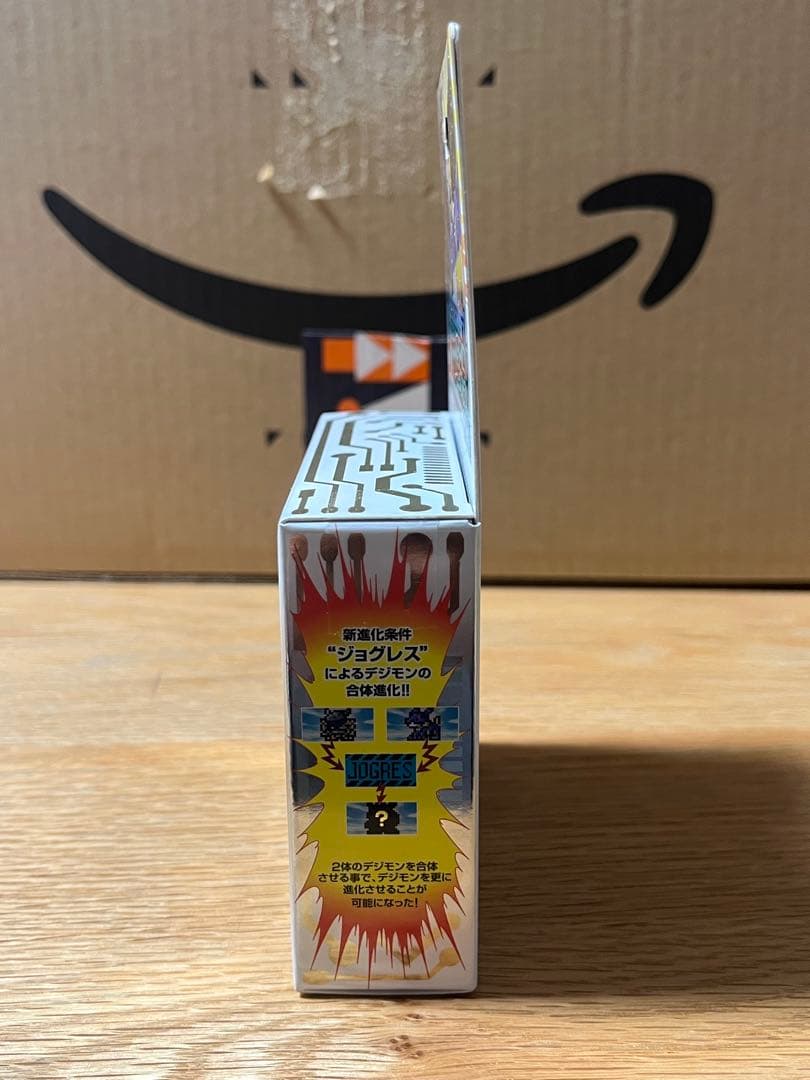 新進化条件
“ジョグレス”
によるデジモンの
合体進化!!
JOGRES
?
2体のデジモンを合体
させる事で、デジモンを更に
進化させることが
可能になった!